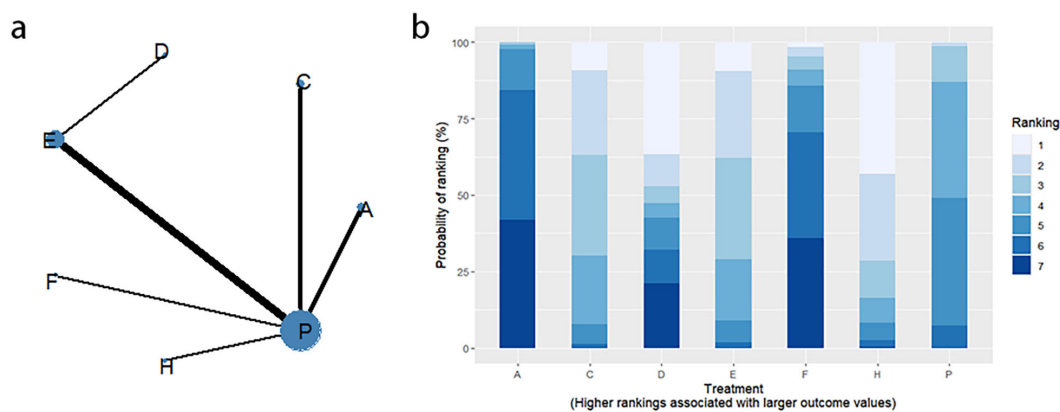 a
D
C
E
A
F
P
H
b
Probability of ranking (%)
100
75
50
25
0
A C D E F H P
Treatment
(Higher rankings associated with larger outcome values)
Ranking
1
2
3
4
5
6
7